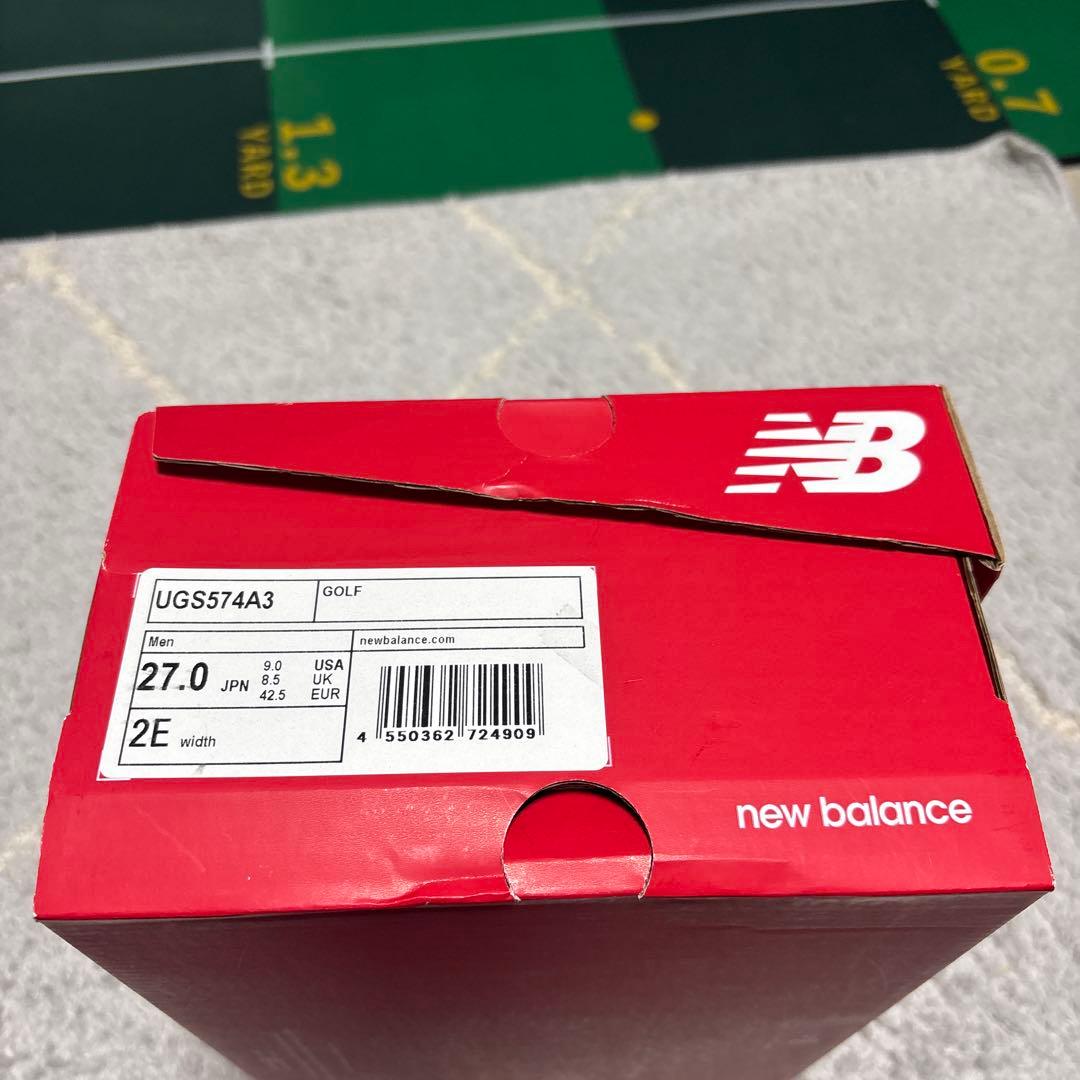 1.3
YARD
0.7
YARD
NB
UGS574A3
GOLF
Men
newbalance.com
27.0 JPN
9.0 USA
8.5 UK
42.5 EUR
2E width
4 550362 724909
new balance